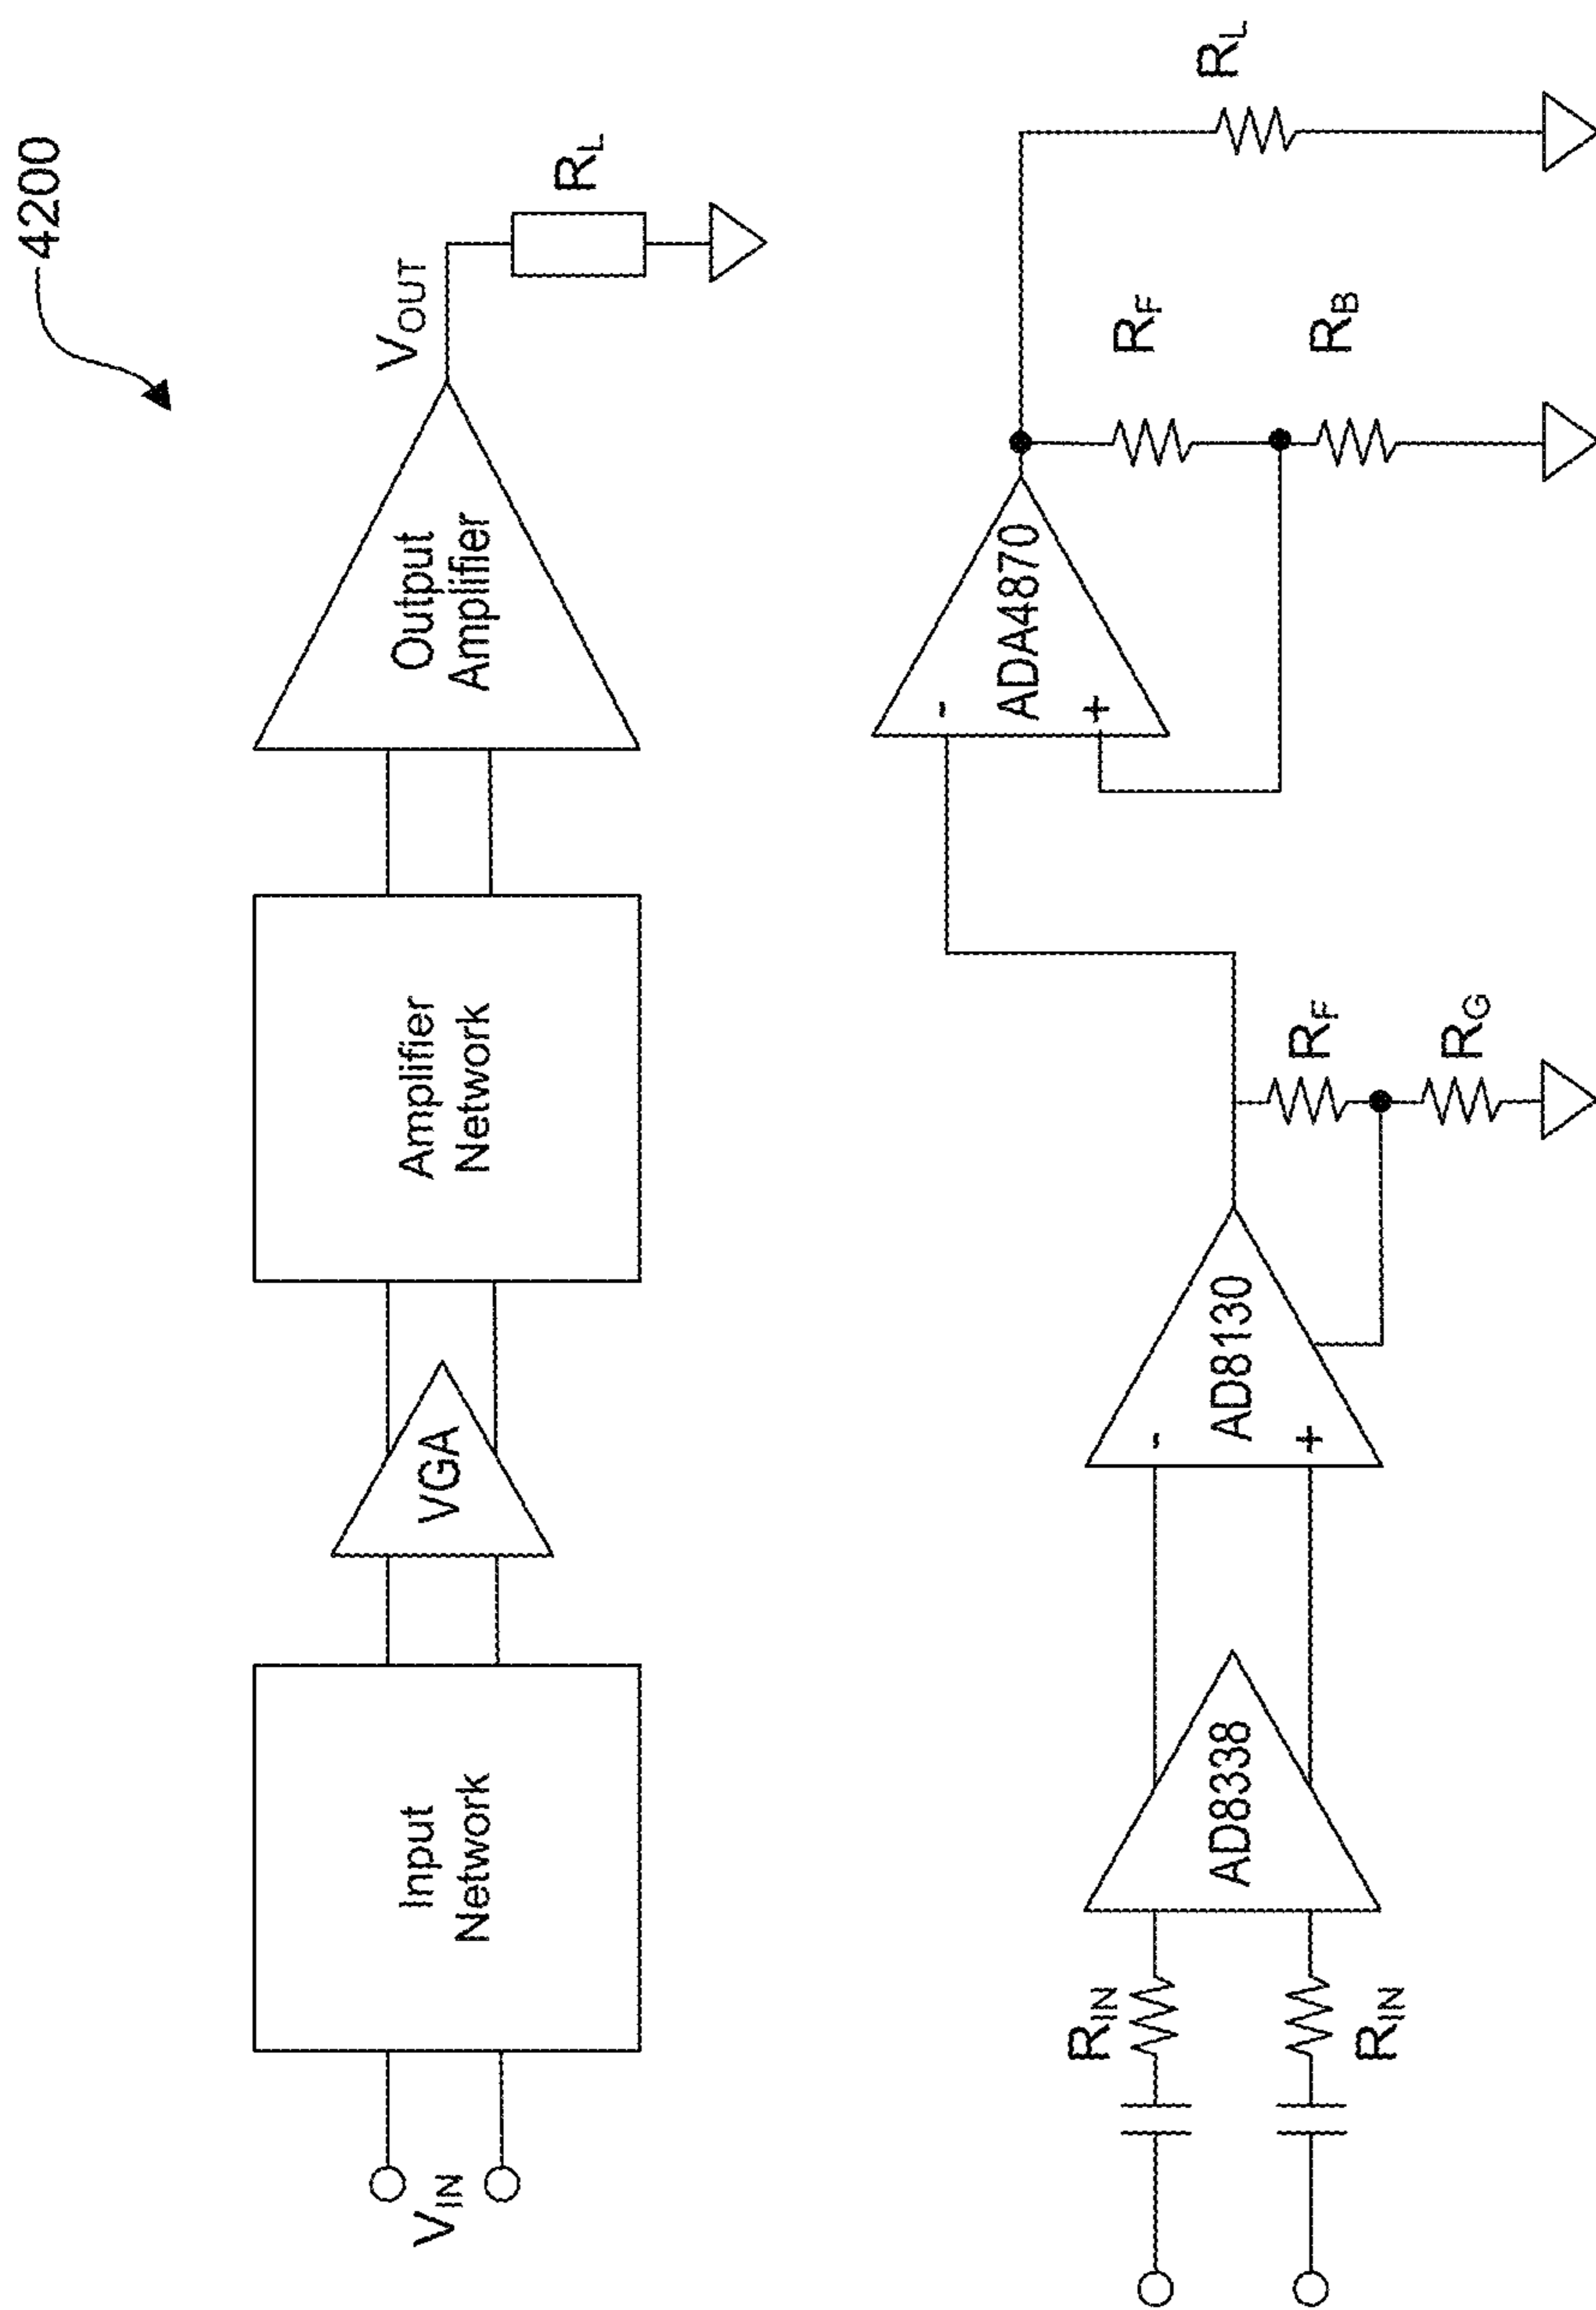 4200
V_IN
Input
Network
VGA
Amplifier
Network
Output
Amplifier
V_OUT
R_L
R_IN
R_IN
AD8338
-
+
AD8130
R_F
R_G
-
+
ADA4870
R_F
R_B
R_L